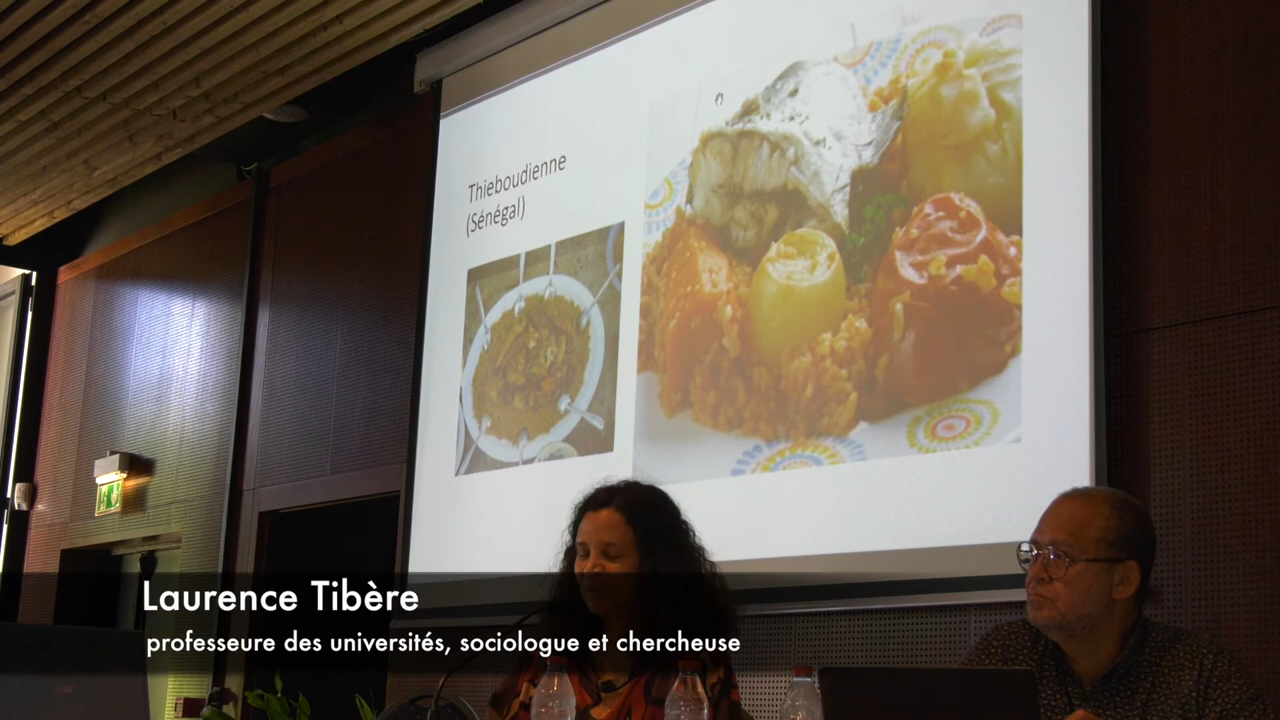 Thieboudienne
(Sénégal)
Laurence Tibère
professeure des universités, sociologue et chercheuse